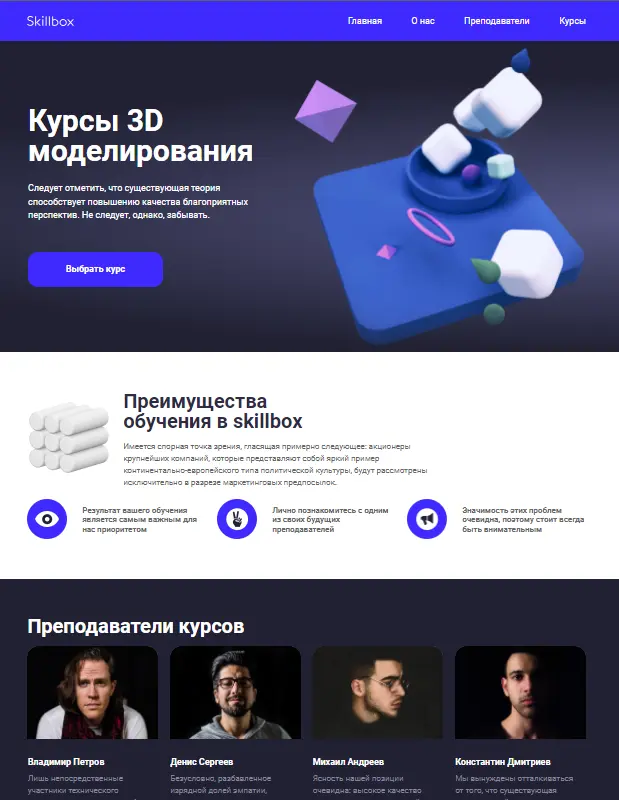 Skillbox
Главная
О нас
Преподаватели
Курсы
Курсы 3D
моделирования
Следует отметить, что существующая теория
способствует повышению качества благоприятных
перспектив. Не следует, однако, забывать.
Выбрать курс
Преимущества
обучения в skillbox
Имеется спорная точка зрения, гласящая примерно следующее: акционеры
крупнейших компаний, которые представляют собой яркий пример
континентально-европейского типа политической культуры, будут рассмотрены
исключительно в разрезе маркетинговых предпосылок.
Результат вашего обучения
является самым важным для
нас приоритетом
Лично познакомитесь с одним
из своих будущих
преподавателей
Значимость этих проблем
очевидна, поэтому стоит всегда
быть внимательным
Преподаватели курсов
Владимир Петров
Лишь непосредственные
участники технического
Денис Сергеев
Безусловно, разбавленное
изрядной долей эмпатии,
Михаил Андреев
Ясность нашей позиции
очевидна: высокое качество
Константин Дмитриев
Мы вынуждены отталкиваться
от того, что существующая